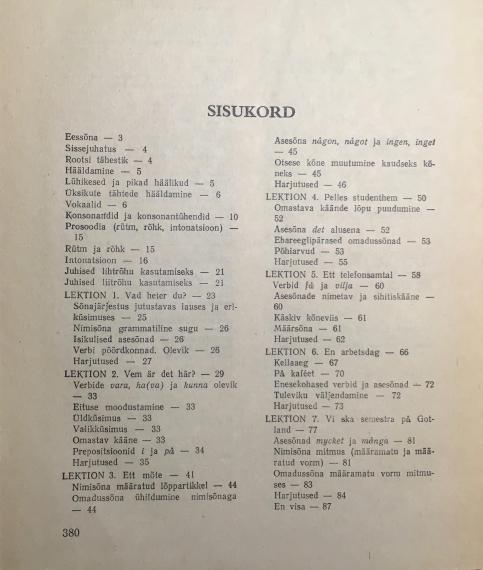 SISUKORD
Eessõna — 3
Sissejuhatus — 4
Rootsi tähestik — 4
Hääldamine — 5
Lühikesed ja pikad häälikud — 5
Üksikute tähtede hääldamine — 6
Vokaalid — 6
Konsonandid ja konsonantühendid — 10
Prosoodia (rütm, rõhk, intonatsioon) —
15
Rütm ja rõhk — 15
Intonatsioon — 16
Juhised lihtrõhu kasutamiseks — 21
Juhised liitrõhu kasutamiseks — 21
LEKTION 1. Vad heter du? — 23
Sõnajärjestus jutustavas lauses ja eri-
küsimuses — 25
Nimisõna grammatiline sugu — 26
Isikulised asesõnad — 26
Verbi pöördkonnad. Olevik — 26
Harjutused — 27
LEKTION 2. Vem är det här? — 29
Verbide vara, ha(va) ja kunna olevik
— 33
Eituse moodustamine — 33
Üldküsimus — 33
Valikküsimus — 33
Omastav kääne — 33
Prepositsioonid i ja på — 34
Harjutused — 35
LEKTION 3. Ett möte — 41
Nimisõna määratud lõppartikkel — 44
Omadussõna ühildumine nimisõnaga
— 44
380
Asesõna någon, något ja ingen, inget
— 45
Otsese kõne muutumine kaudseks kõ-
neks — 45
Harjutused — 46
LEKTION 4. Pelles studenthem — 50
Omastava käände lõpu puudumine —
52
Asesõna det alusena — 52
Ebareeglipärased omadussõnad — 53
Põhiarvud — 53
Harjutused — 55
LEKTION 5. Ett telefonsamtal — 58
Verbid få ja vilja — 60
Asesõnade nimetav ja sihitiskääne —
60
Käskiv kõneviis — 61
Määrsõna — 61
Harjutused — 62
LEKTION 6. En arbetsdag — 66
Kellaaeg — 66
På kaféet — 70
Enesekohased verbid ja asesõnad — 72
Tuleviku väljendamine — 72
Harjutused — 73
LEKTION 7. Vi ska semestra på Got-
land — 77
Asesõnad mycket ja många — 81
Nimisõna mitmus (määramatu ja mää-
ratud vorm) — 81
Omadussõna määramatu vorm mitmu-
ses — 83
Harjutused — 84
En visa — 87